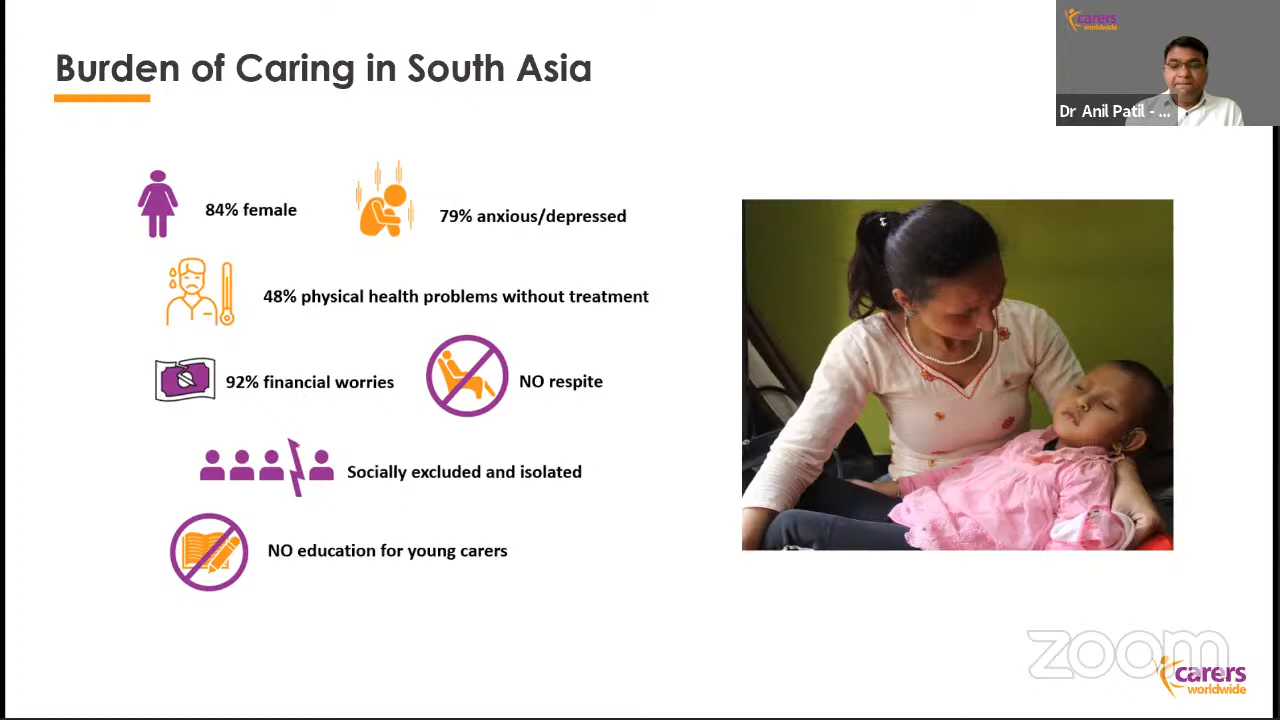 Burden of Caring in South Asia
carers
worldwide
Dr Anil Patil - ...
84% female
79% anxious/depressed
48% physical health problems without treatment
92% financial worries
NO respite
Socially excluded and isolated
NO education for young carers
zoom
carers
worldwide